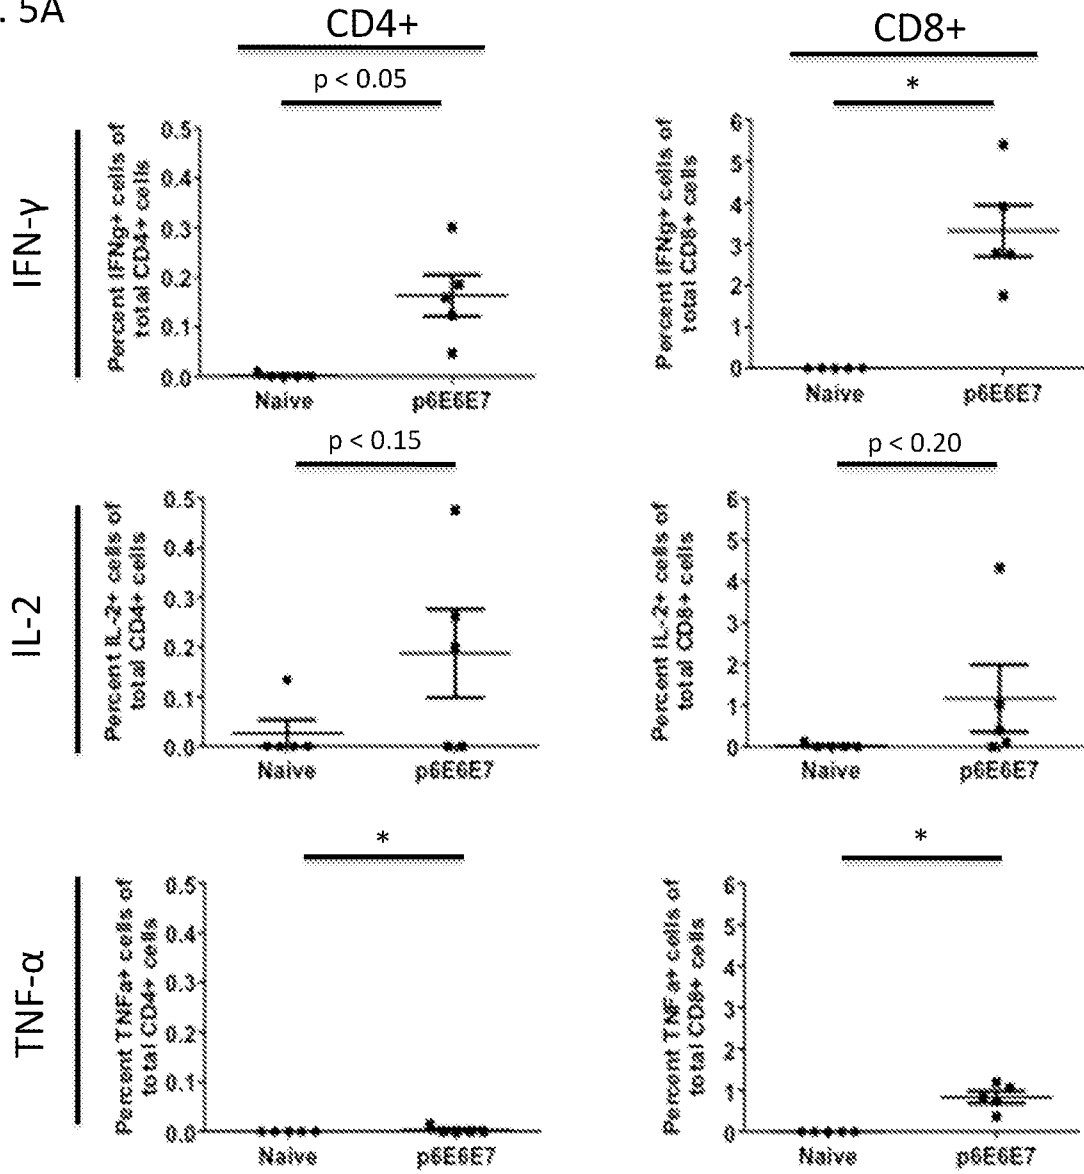 . 5A
CD4+
CD8+
p < 0.05
*
IFN-γ
Percent IFNg+ cells of
total CD4+ cells
0.5
0.4
0.3
0.2
0.1
0.0
Naive
p6E6E7
Percent IFNg+ cells of
total CD8+ cells
6
5
4
3
2
1
0
Naive
p6E6E7
p < 0.15
p < 0.20
IL-2
Percent IL-2+ cells of
total CD4+ cells
0.5
0.4
0.3
0.2
0.1
0.0
Naive
p6E6E7
Percent IL-2+ cells of
total CD8+ cells
6
5
4
3
2
1
0
Naive
p6E6E7
*
*
TNF-α
Percent TNFa+ cells of
total CD4+ cells
0.5
0.4
0.3
0.2
0.1
0.0
Naive
p6E6E7
Percent TNFa+ cells of
total CD8+ cells
6
5
4
3
2
1
0
Naive
p6E6E7